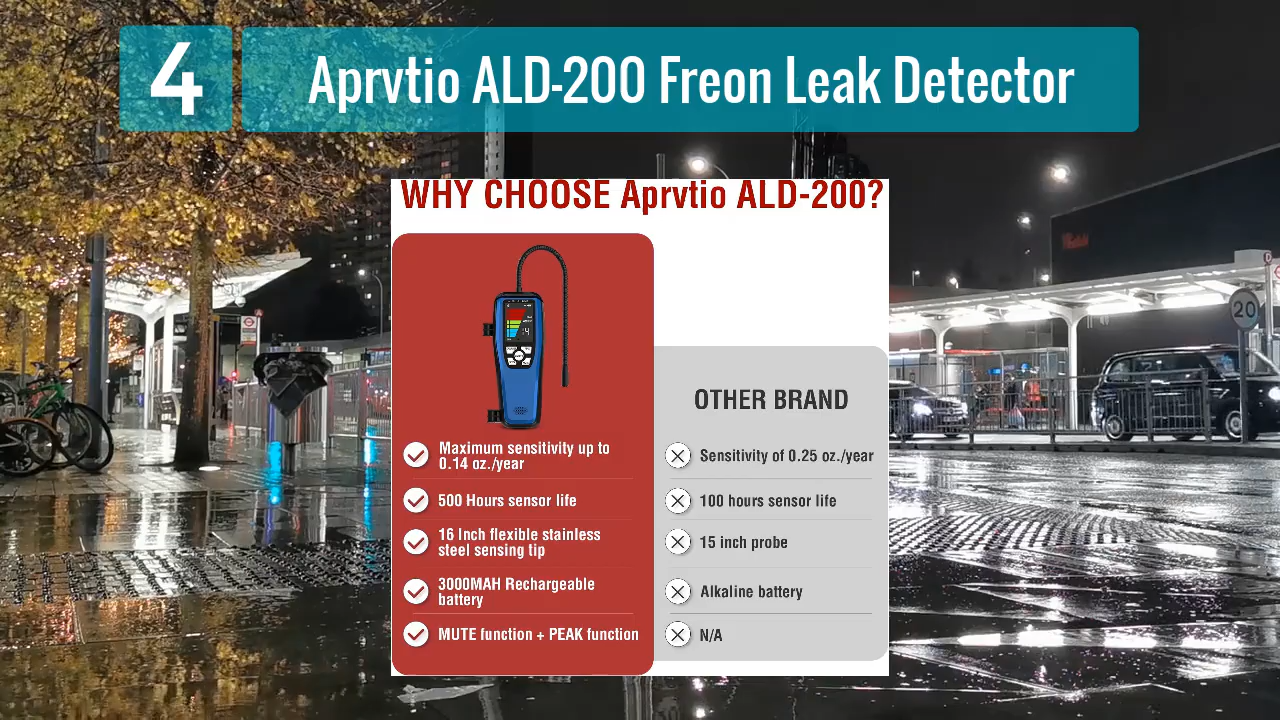 4
Aprvtio ALD-200 Freon Leak Detector
WHY CHOOSE Aprvtio ALD-200?
Maximum sensitivity up to
0.14 oz./year
500 Hours sensor life
16 Inch flexible stainless
steel sensing tip
3000MAH Rechargeable
battery
MUTE function + PEAK function
OTHER BRAND
Sensitivity of 0.25 oz./year
100 hours sensor life
15 inch probe
Alkaline battery
N/A
20